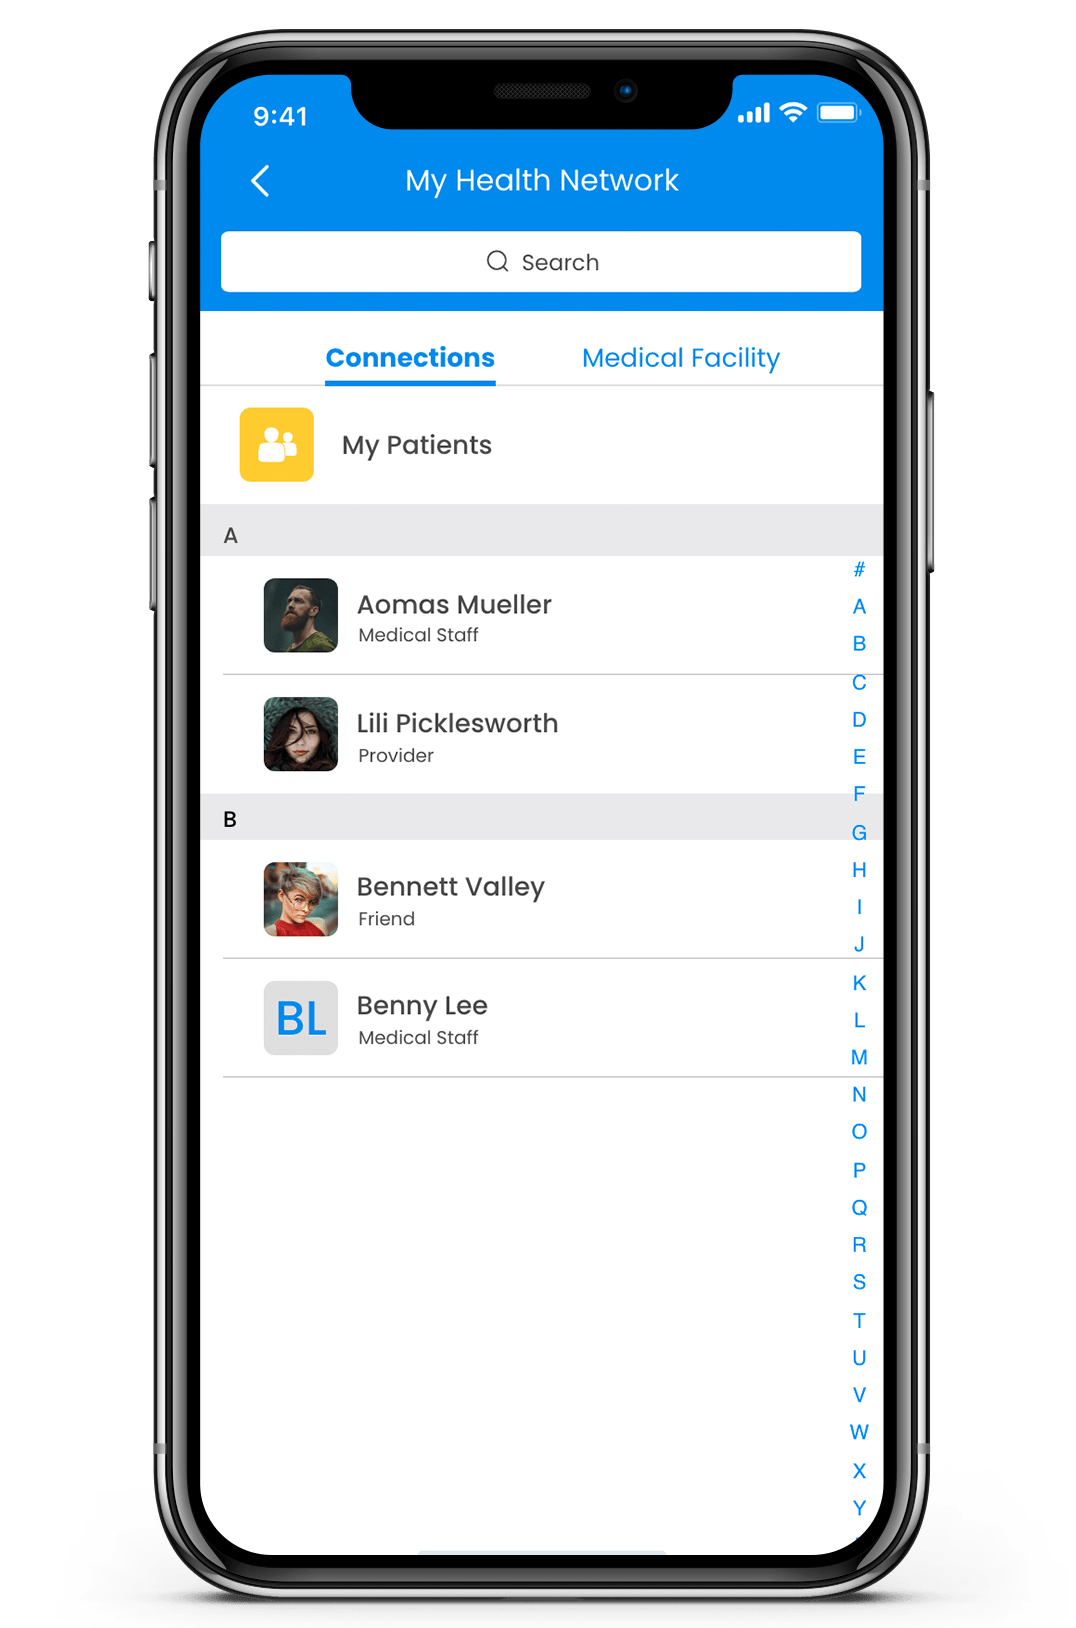 9:41
My Health Network
Search
Connections Medical Facility
My Patients
A
Aomas Mueller
Medical Staff
Lili Picklesworth
Provider
B
Bennett Valley
Friend
BL
Benny Lee
Medical Staff
#
A
B
C
D
E
F
G
H
I
J
K
L
M
N
O
P
Q
R
S
T
U
V
W
X
Y